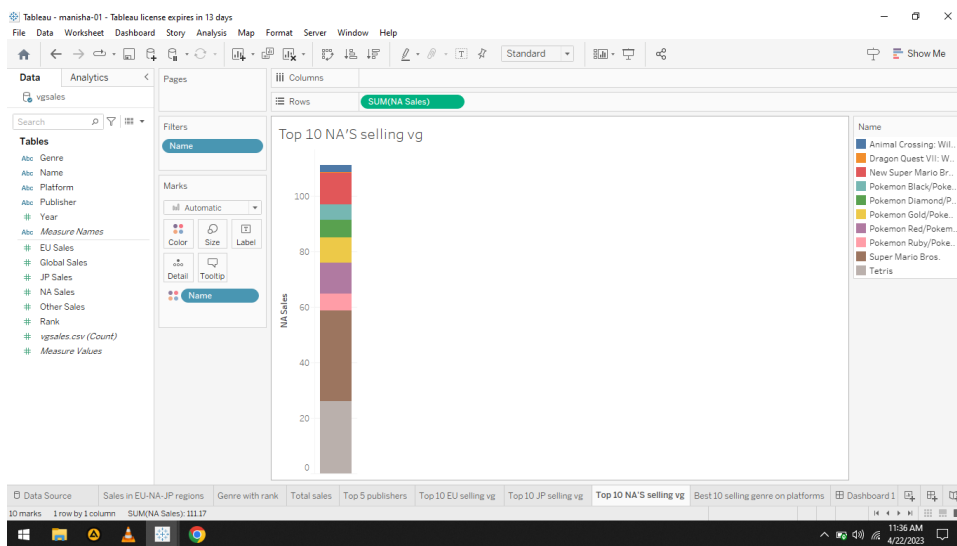 Tableau - manisha-01 - Tableau license expires in 13 days
File Data Worksheet Dashboard Story Analysis Map Format Server Window Help
Standard
Show Me
Data Analytics
vgsales
Search
Tables
Abc Genre
Abc Name
Abc Platform
Abc Publisher
# Year
Abc Measure Names
# EU Sales
# Global Sales
# JP Sales
# NA Sales
# Other Sales
# Rank
# vgsales.csv (Count)
# Measure Values
Pages
Filters
Name
Marks
Automatic
Color Size Label
Detail Tooltip
Name
Columns
Rows SUM(NA Sales)
Top 10 NA'S selling vg
NA Sales
100
80
60
40
20
0
Name
Animal Crossing: Wil..
Dragon Quest VII: W..
New Super Mario Br..
Pokemon Black/Poke..
Pokemon Diamond/P..
Pokemon Gold/Poke..
Pokemon Red/Pokem..
Pokemon Ruby/Poke..
Super Mario Bros.
Tetris
Data Source Sales in EU-NA-JP regions Genre with rank Total sales Top 5 publishers Top 10 EU selling vg Top 10 JP selling vg Top 10 NA'S selling vg Best 10 selling genre on platforms Dashboard 1
10 marks 1 row by 1 column SUM(NA Sales): 111.17
11:36 AM
4/22/2023